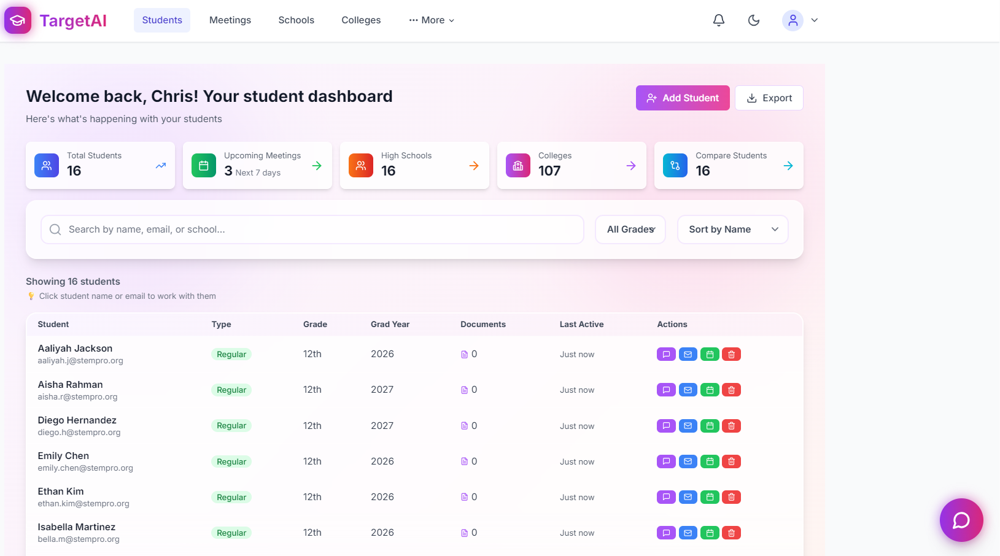 TargetAI
Students Meetings Schools Colleges More
Welcome back, Chris! Your student dashboard
Here's what's happening with your students
Add Student Export
Total Students
16
Upcoming Meetings
3 Next 7 days
High Schools
16
Colleges
107
Compare Students
16
Search by name, email, or school...
All Grades
Sort by Name
Showing 16 students
Click student name or email to work with them
Student Type Grade Grad Year Documents Last Active Actions
Aaliyah Jackson
aaliyah.j@stempro.org
Regular 12th 2026 0 Just now
Aisha Rahman
aisha.r@stempro.org
Regular 12th 2027 0 Just now
Diego Hernandez
diego.h@stempro.org
Regular 12th 2027 0 Just now
Emily Chen
emily.chen@stempro.org
Regular 12th 2026 0 Just now
Ethan Kim
ethan.kim@stempro.org
Regular 12th 2026 0 Just now
Isabella Martinez
bella.m@stempro.org
Regular 12th 2026 0 Just now